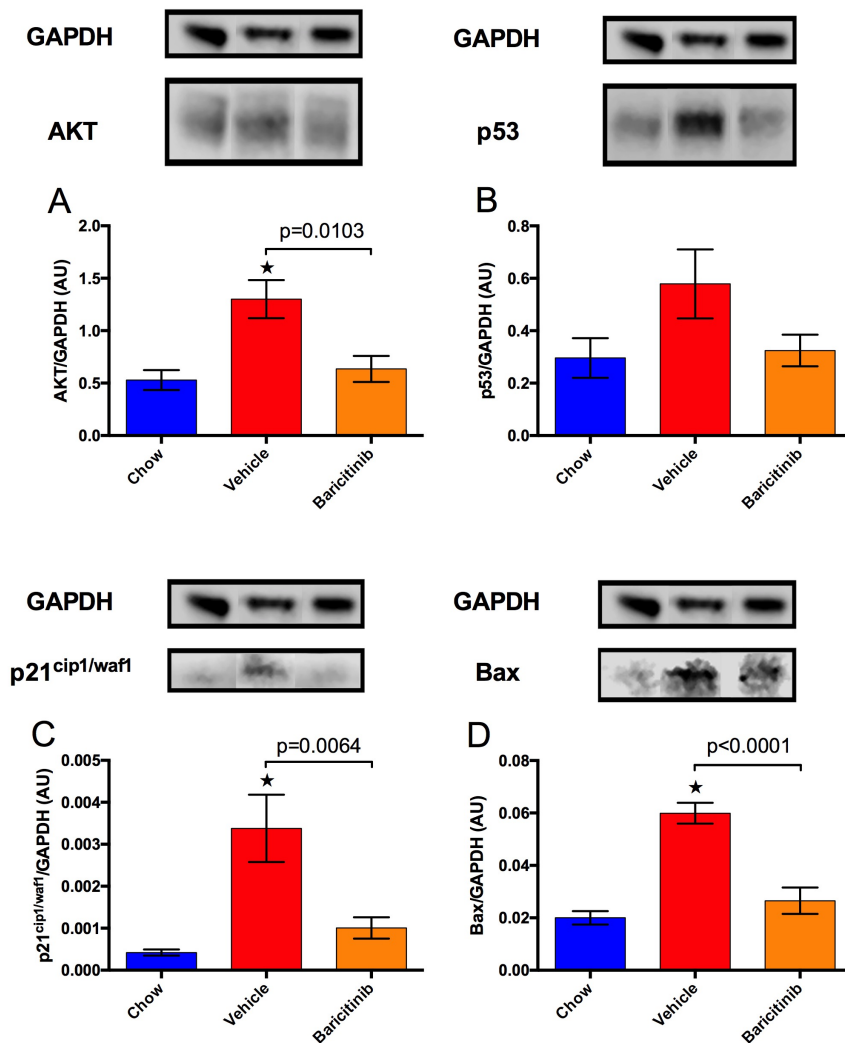 GAPDH
AKT
A
p=0.0103
★
AKT/GAPDH (AU)
2.0
1.5
1.0
0.5
0.0
Chow
Vehicle
Baricitinib
GAPDH
p53
B
p53/GAPDH (AU)
0.8
0.6
0.4
0.2
0.0
Chow
Vehicle
Baricitinib
GAPDH
p21cip1/waf1
C
p=0.0064
★
p21cip1/waf1/GAPDH (AU)
0.005
0.004
0.003
0.002
0.001
0.000
Chow
Vehicle
Baricitinib
GAPDH
Bax
D
p<0.0001
★
Bax/GAPDH (AU)
0.08
0.06
0.04
0.02
0.00
Chow
Vehicle
Baricitinib